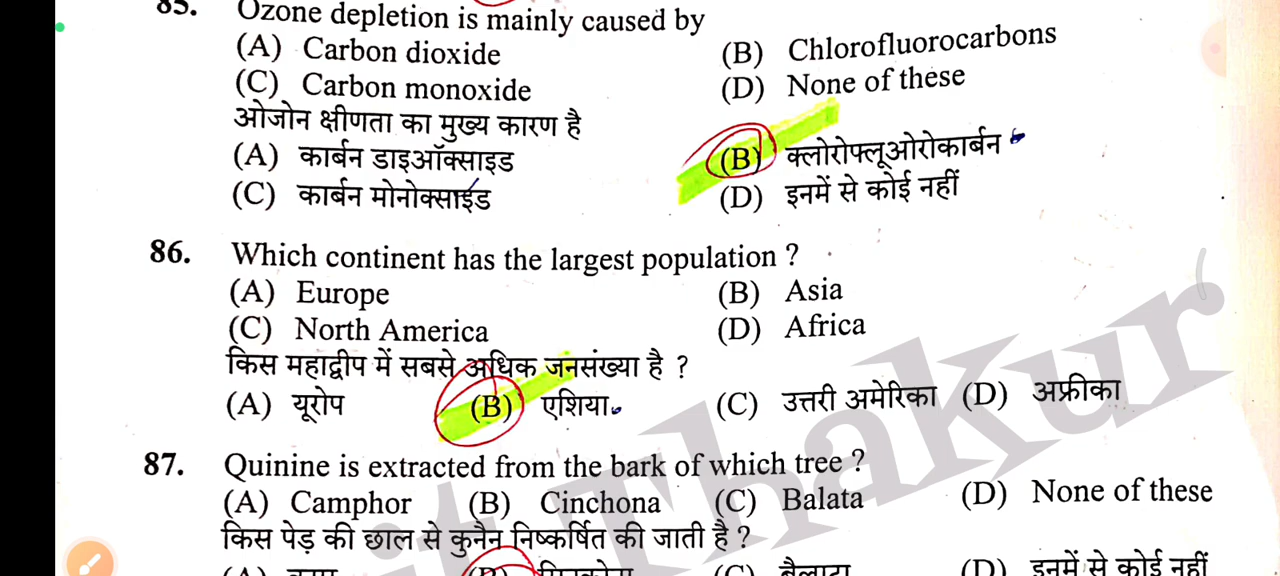 85. Ozone depletion is mainly caused by
(A) Carbon dioxide (B) Chlorofluorocarbons
(C) Carbon monoxide (D) None of these
ओजोन क्षीणता का मुख्य कारण है
(A) कार्बन डाइऑक्साइड (B) क्लोरोफ्लूओरोकार्बन
(C) कार्बन मोनोक्साईड (D) इनमें से कोई नहीं
86. Which continent has the largest population ?
(A) Europe (B) Asia
(C) North America (D) Africa
किस महाद्वीप में सबसे अधिक जनसंख्या है ?
(A) यूरोप (B) एशिया (C) उत्तरी अमेरिका (D) अफ्रीका
87. Quinine is extracted from the bark of which tree ?
(A) Camphor (B) Cinchona (C) Balata (D) None of these
किस पेड़ की छाल से कुनैन निष्कर्षित की जाती है ?
(C) बैलाटा (D) इनमें से कोई नहीं
Thakur